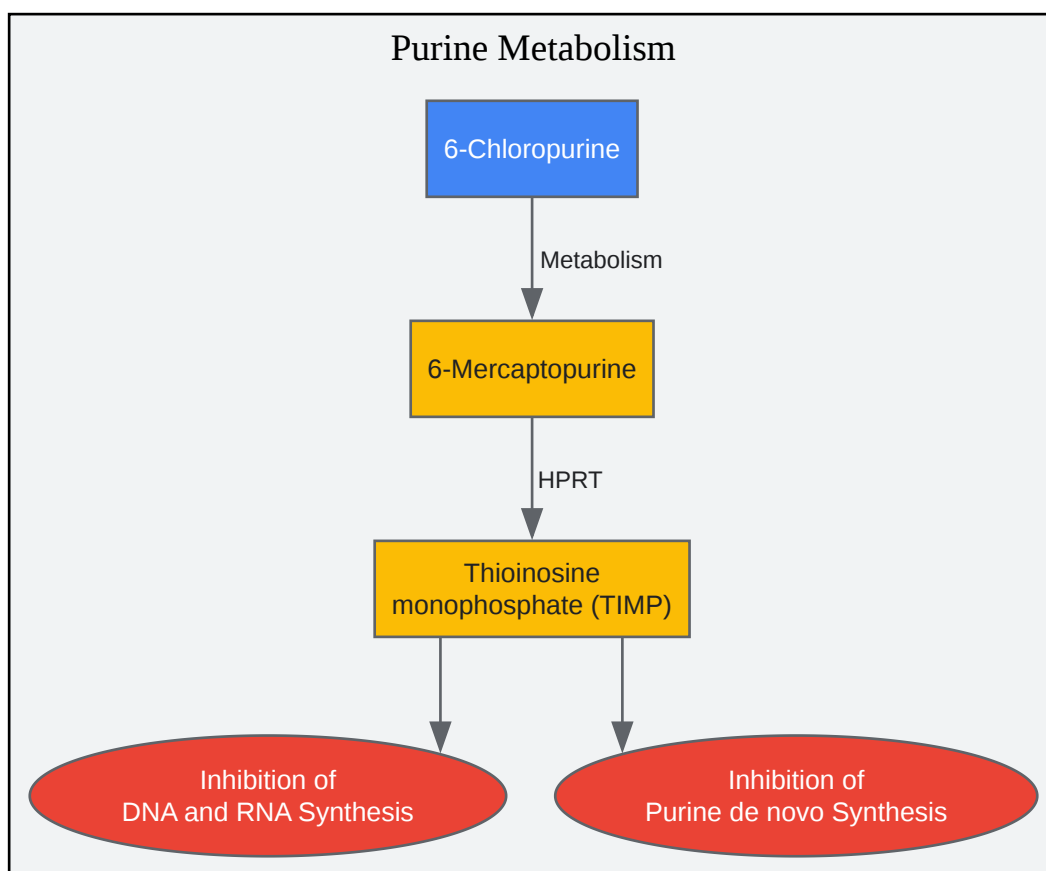 Purine Metabolism
6-Chloropurine
Metabolism
6-Mercaptopurine
HPRT
Thioinosine
monophosphate (TIMP)
Inhibition of
DNA and RNA Synthesis
Inhibition of
Purine de novo Synthesis